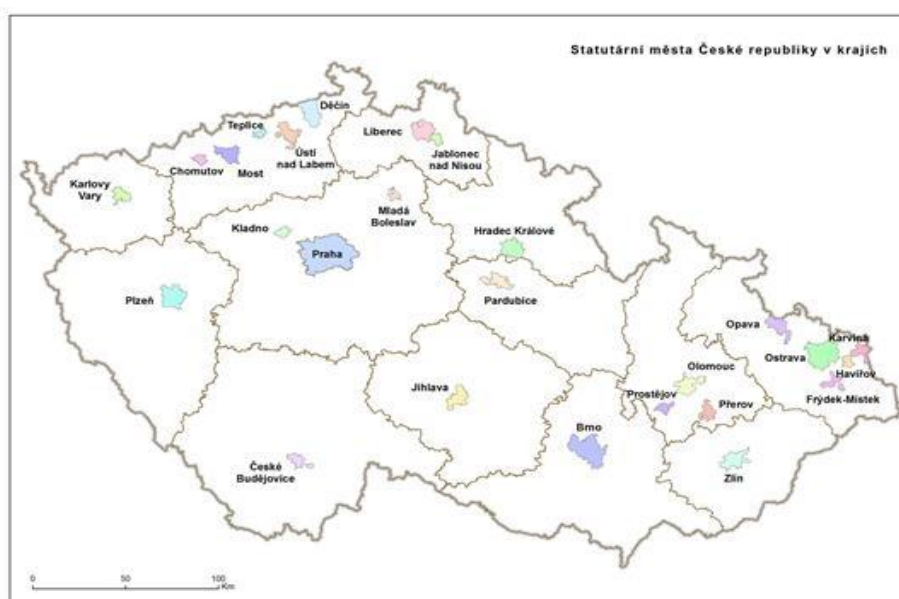 Statutární města České republiky v krajích
Děčín
Teplice
Ústí
nad Labem
Liberec
Jablonec
nad Nisou
Chomutov
Most
Karlovy
Vary
Mladá
Boleslav
Kladno
Praha
Hradec Králové
Plzeň
Pardubice
Opava
Karviná
Ostrava
Havířov
Frýdek-Místek
Olomouc
Prostějov
Přerov
Jihlava
Brno
České
Budějovice
Zlín
0 50 100
Km